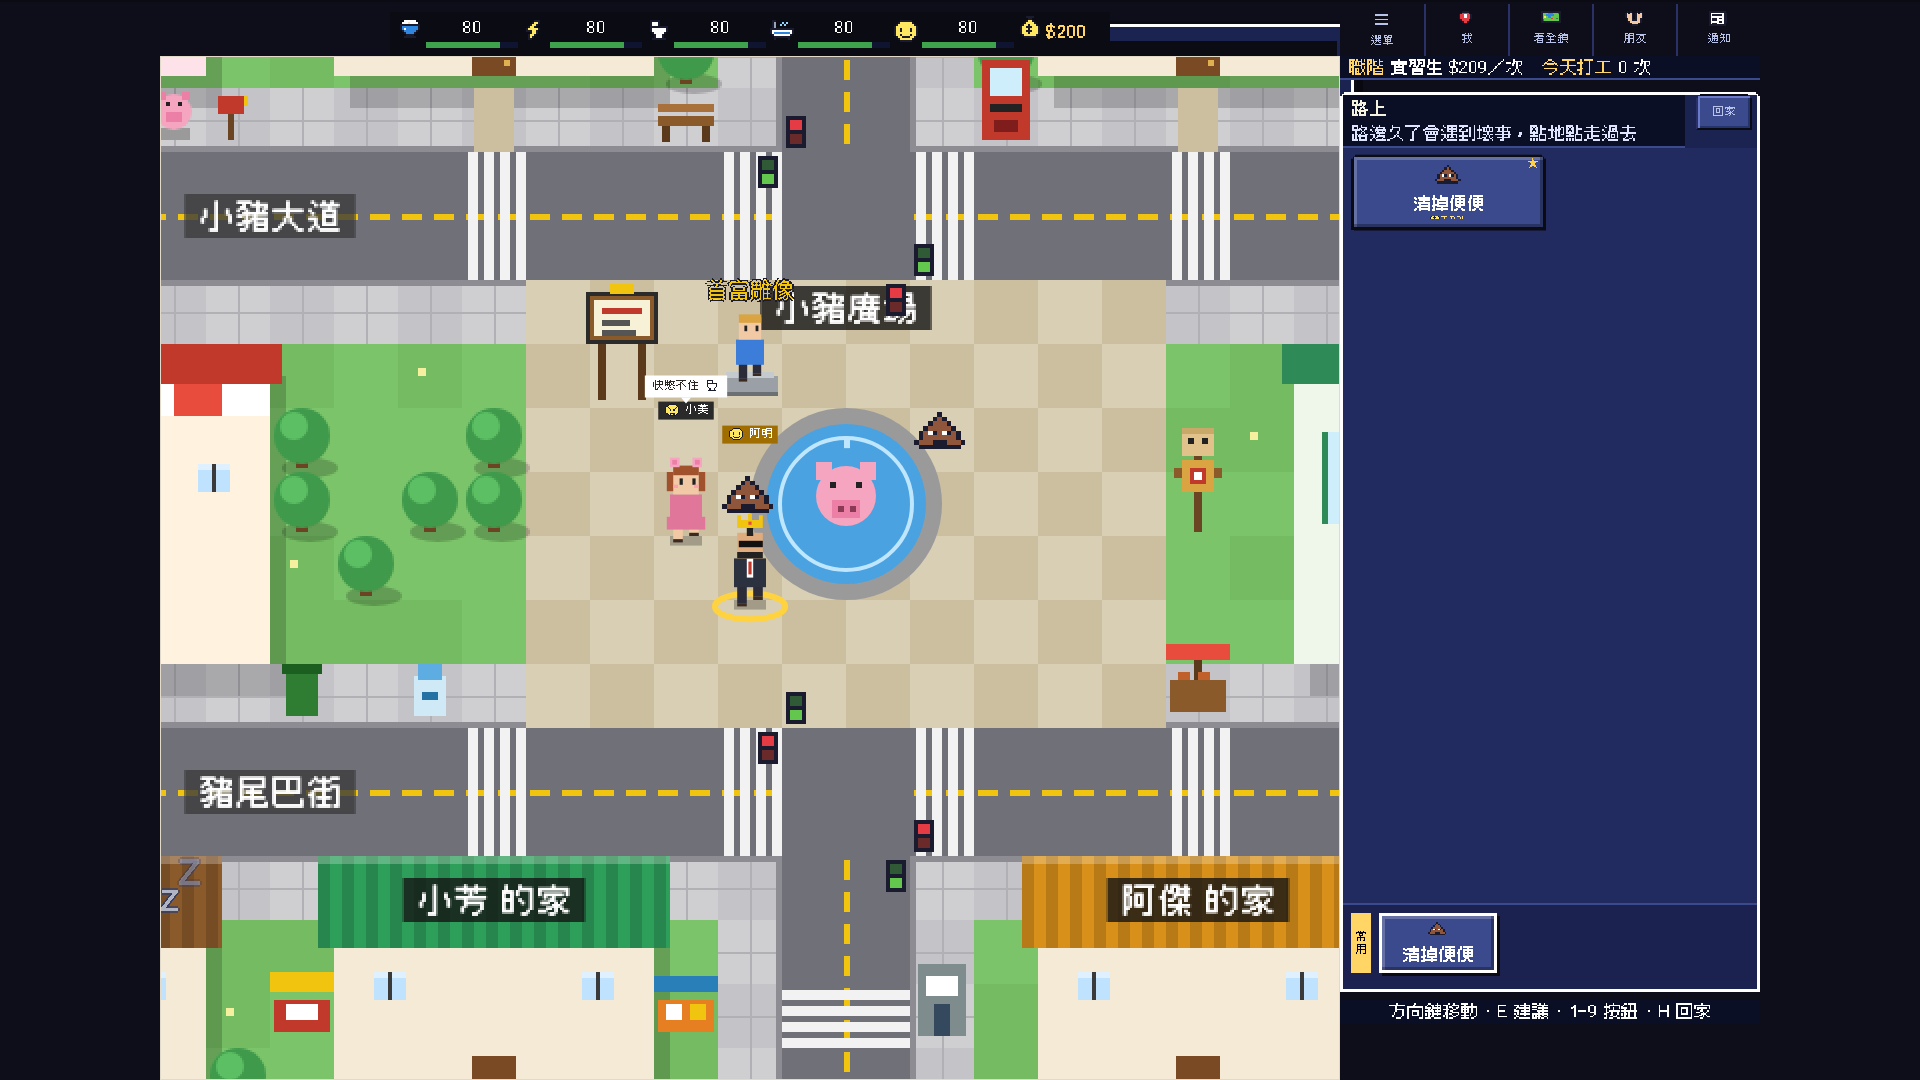 80 80 80 80 80 $200
選單 我 看全鎮 朋友 通知
職階 實習生 $209／次 今天打工 0 次
路上
回家
路邊久了會遇到壞事，點地點走過去
清掉便便
小豬大道
首富雕像
小豬廣場
快憋不住
小美
阿明
豬尾巴街
Z
Z
小芳 的家
阿傑 的家
常用
清掉便便
方向鍵移動 · E 建議 · 1-9 按鈕 · H 回家